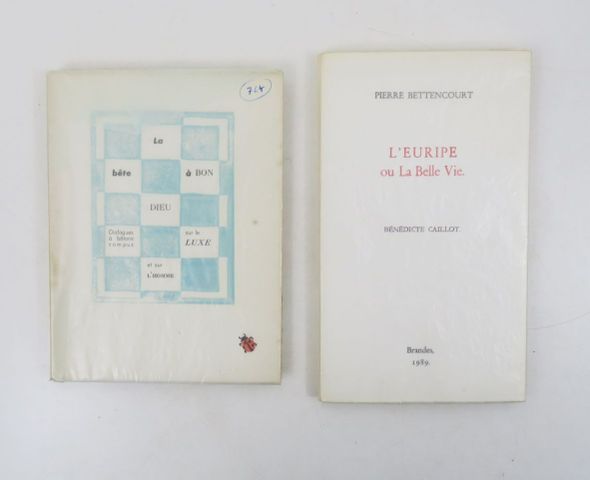 La
bête à BON
DIEU
Dialogues
à bâtons
rompus
sur le
LUXE
et sur
L'HOMME
PIERRE BETTENCOURT
L'EURIPE
ou La Belle Vie.
BÉNÉDICTE CAILLOT.
Brandes,
1989.